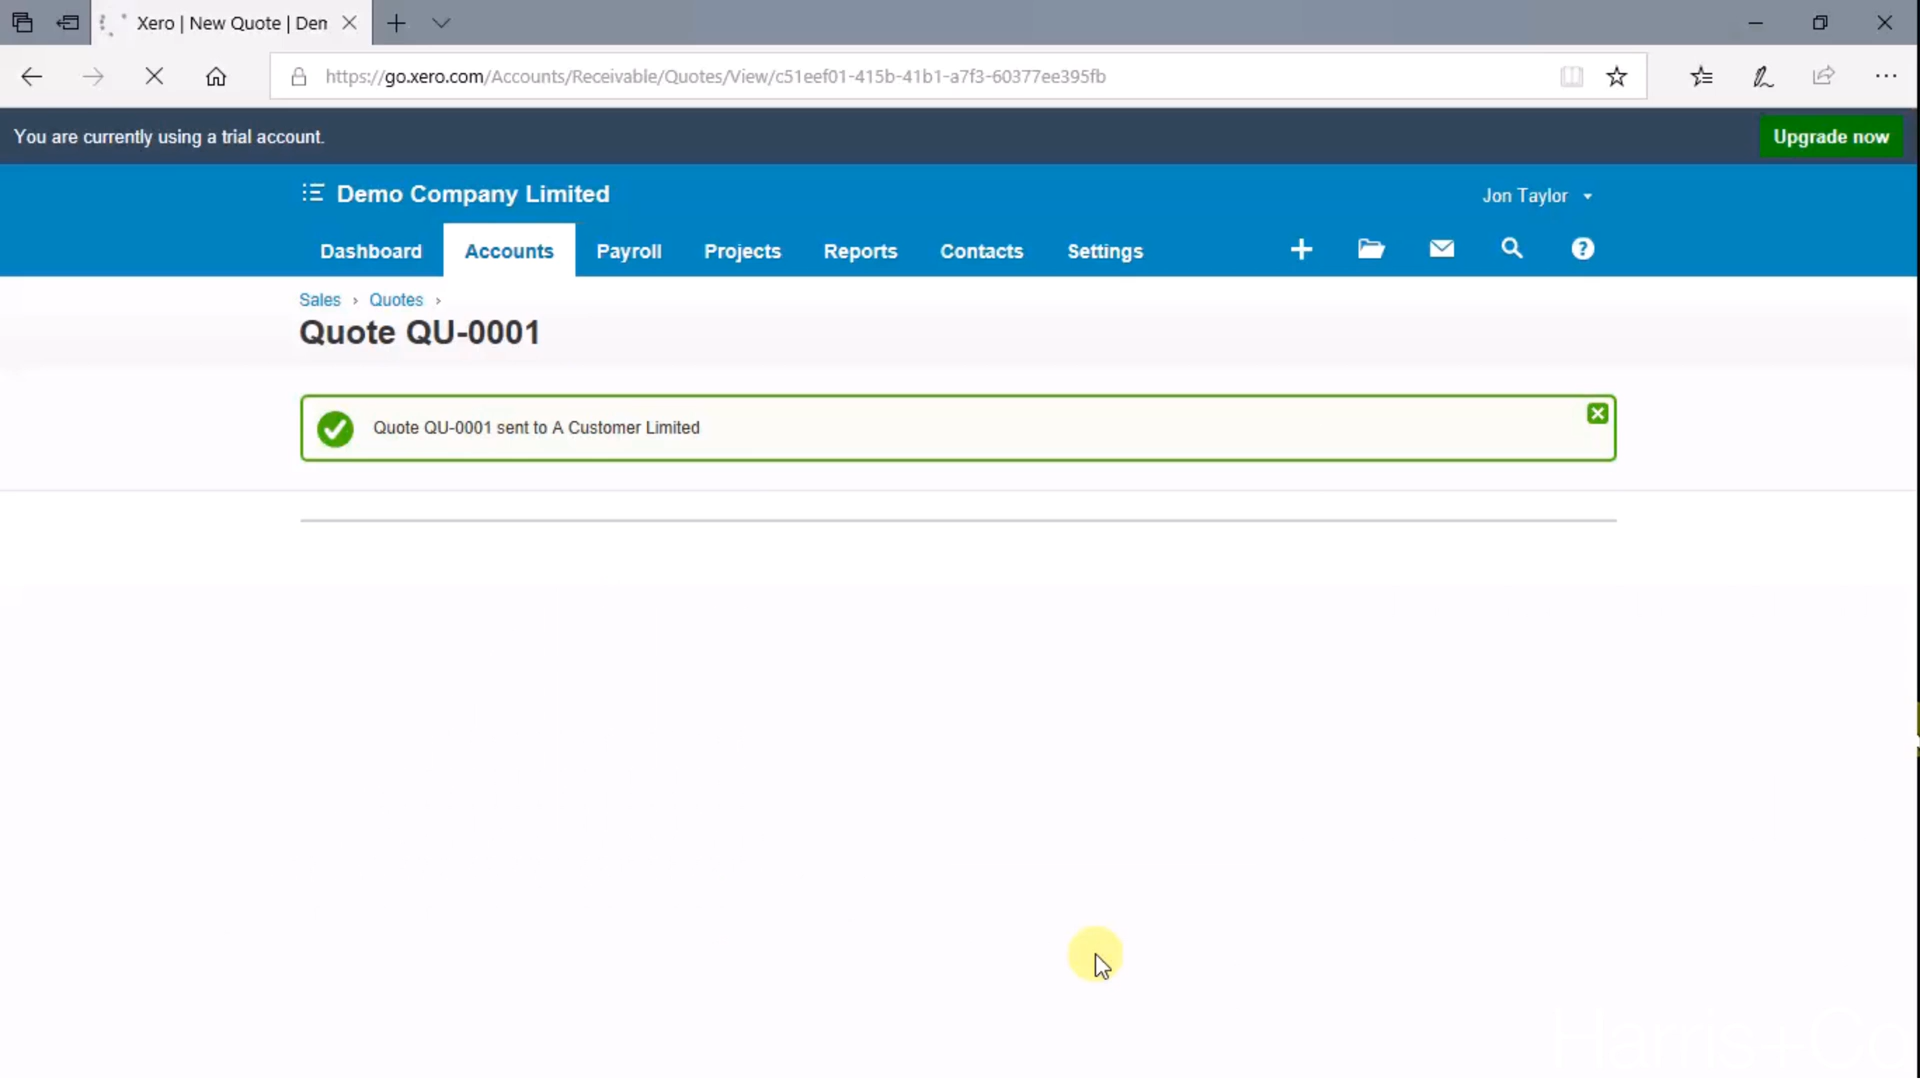 Xero | New Quote | Den
https://go.xero.com/Accounts/Receivable/Quotes/View/c51eef01-415b-41b1-a7f3-60377ee395fb
You are currently using a trial account.
Upgrade now
Demo Company Limited
Jon Taylor
Dashboard
Accounts
Payroll
Projects
Reports
Contacts
Settings
Sales › Quotes ›
Quote QU-0001
Quote QU-0001 sent to A Customer Limited